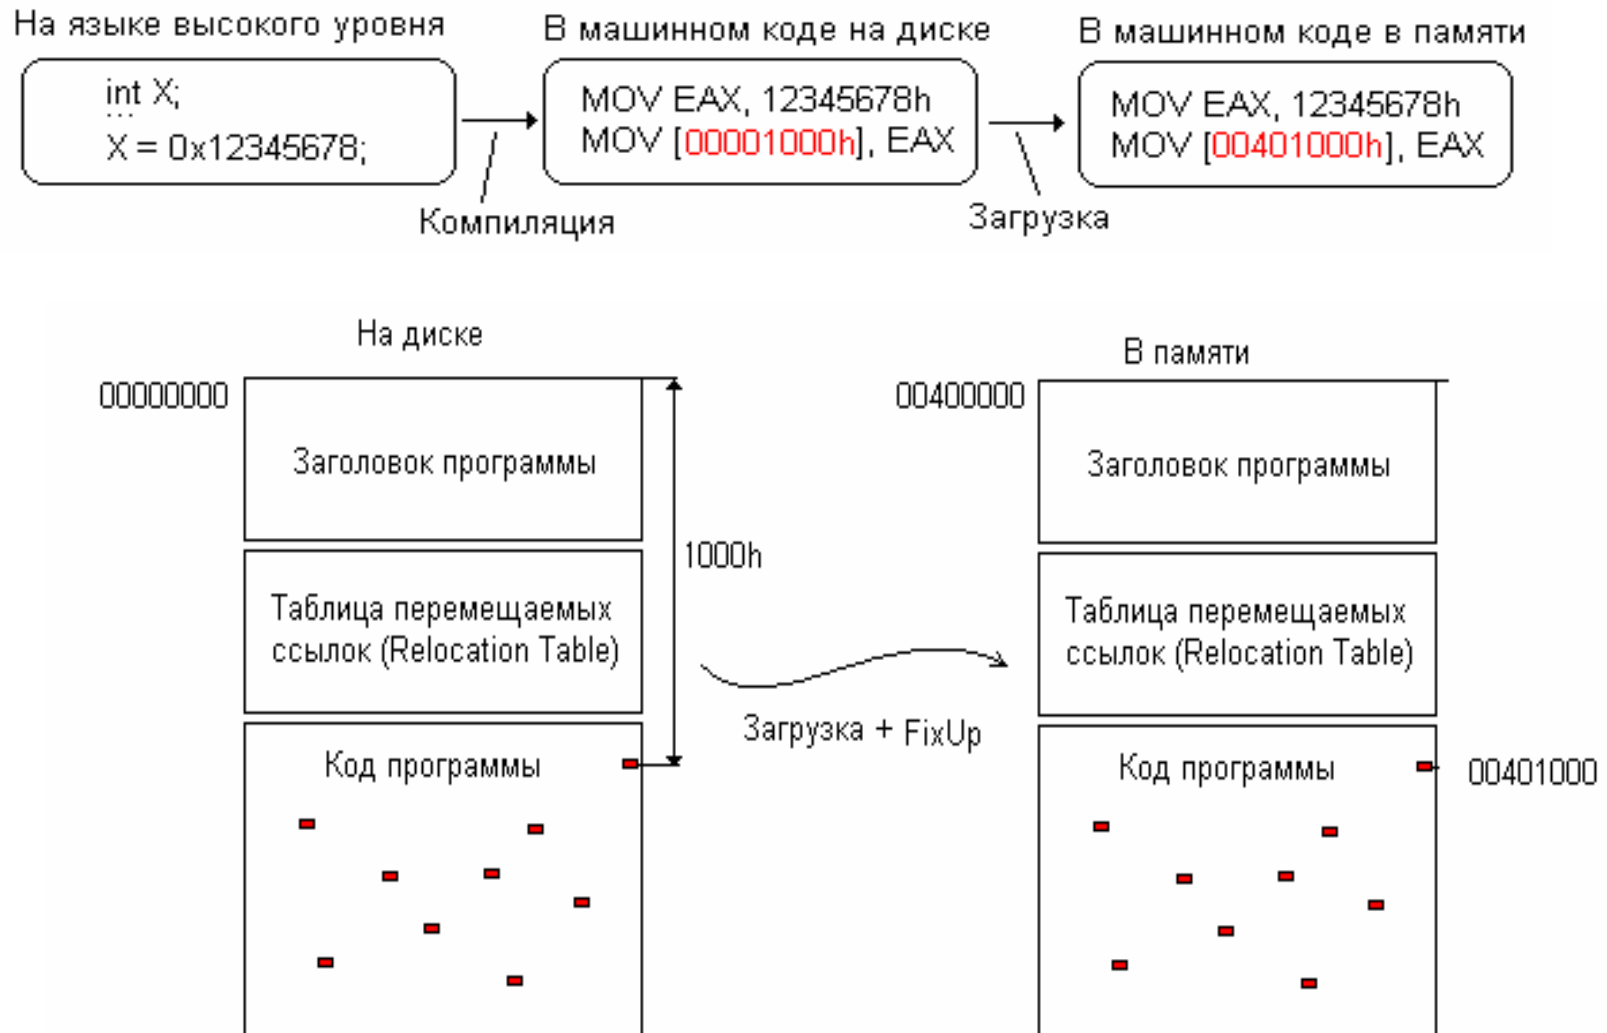 На языке высокого уровня
В машинном коде на диске
В машинном коде в памяти
int X;
...
X = 0x12345678;
MOV EAX, 12345678h
MOV [00001000h], EAX
MOV EAX, 12345678h
MOV [00401000h], EAX
Компиляция
Загрузка
На диске
В памяти
00000000
00400000
Заголовок программы
Заголовок программы
1000h
Таблица перемещаемых
ссылок (Relocation Table)
Таблица перемещаемых
ссылок (Relocation Table)
Загрузка + FixUp
Код программы
Код программы
00401000